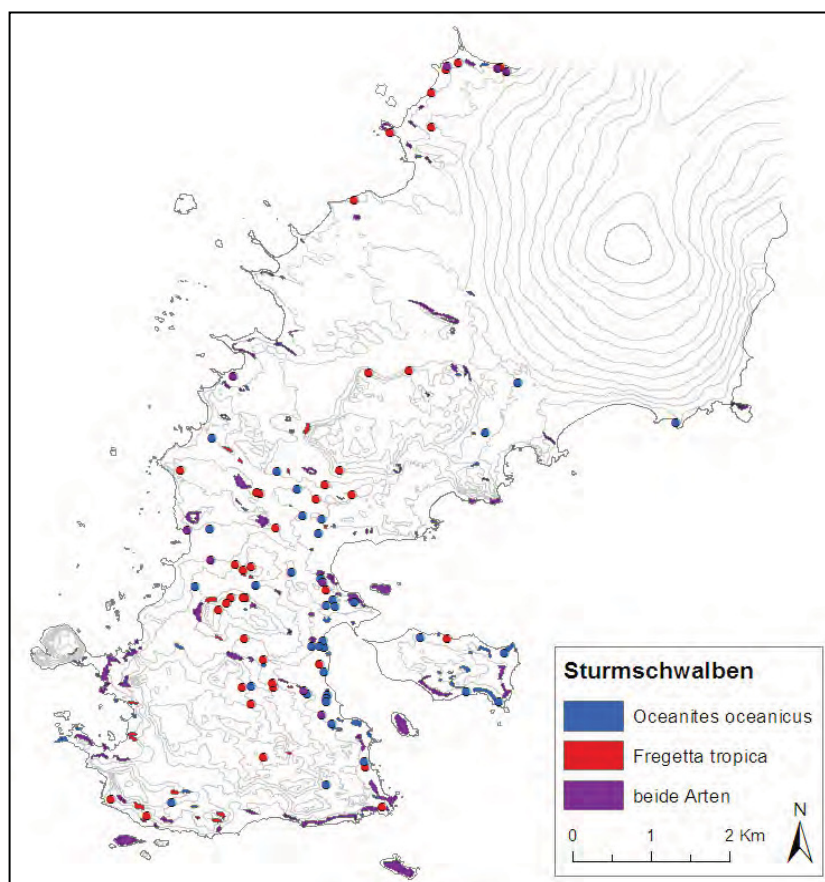 Sturmschwalben
Oceanites oceanicus
Fregetta tropica
beide Arten
N
0 1 2 Km